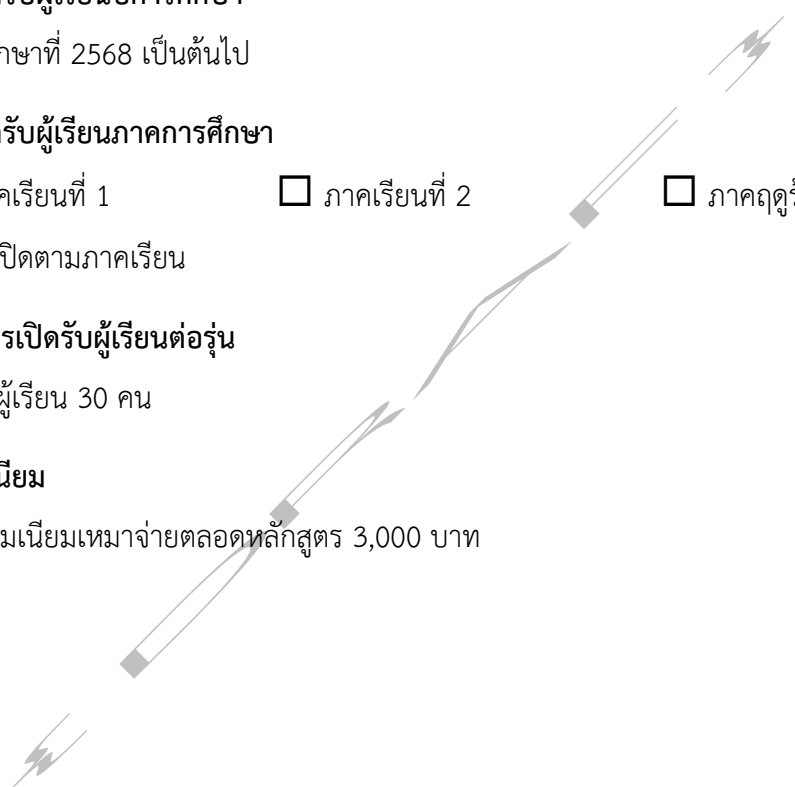 กษาที่ 2568 เป็นต้นไป
รับผู้เรียนภาคการศึกษา
คเรียนที่ 1 ☐ ภาคเรียนที่ 2 ☐ ภาคฤดูร้
ปิดตามภาคเรียน
รเปิดรับผู้เรียนต่อรุ่น
ผู้เรียน 30 คน
นียม
มเนียมเหมาจ่ายตลอดหลักสูตร 3,000 บาท